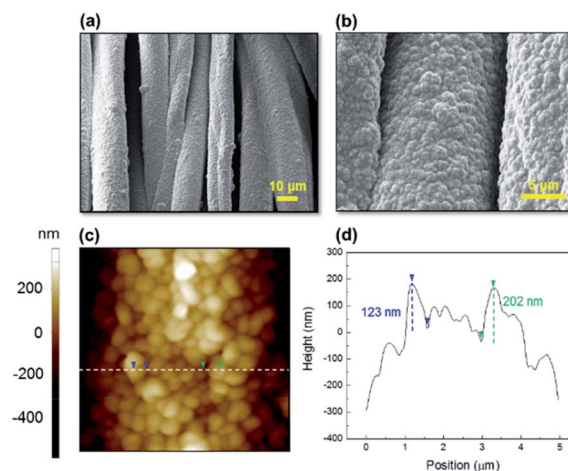 (a)
(b)
10 μm
5 μm
nm
(c)
(d)
200
0
-200
-400
Height (nm)
400
300
200
100
0
-100
-200
-300
-400
123 nm
202 nm
0
1
2
3
4
5
Position (μm)